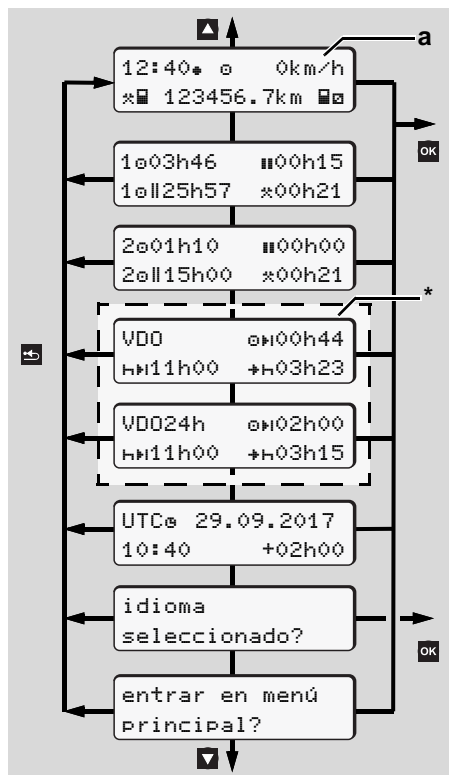 a
12:40 0km/h
123456.7km
OK
1 03h46 00h15
1 25h57 00h21
2 01h10 00h00
2 15h00 00h21
*
VDO 00h44
11h00 03h23
VDO24h 02h00
11h00 03h15
UTC 29.09.2017
10:40 +02h00
idioma
seleccionado?
OK
entrar en menú
principal?